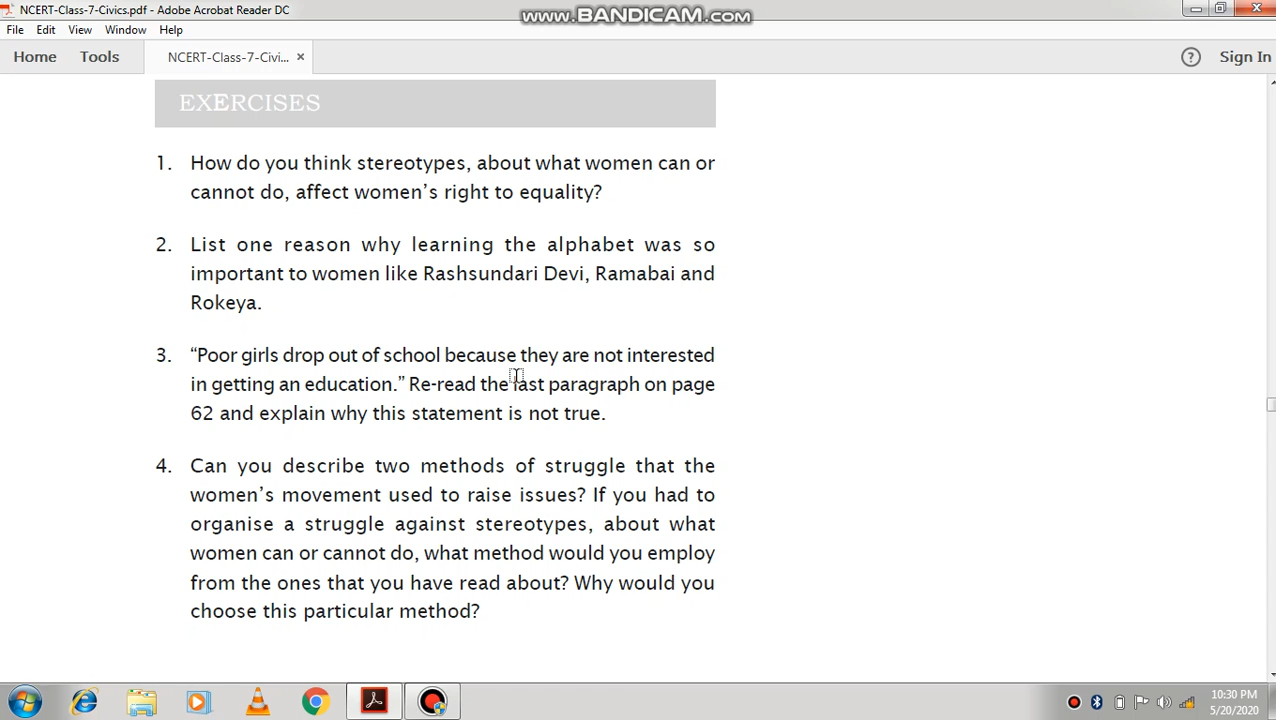 NCERT-Class-7-Civics.pdf - Adobe Acrobat Reader DC
www.BANDICAM.com
File Edit View Window Help
Home Tools NCERT-Class-7-Civi... × ? Sign In
EXERCISES
1. How do you think stereotypes, about what women can or
cannot do, affect women’s right to equality?
2. List one reason why learning the alphabet was so
important to women like Rashsundari Devi, Ramabai and
Rokeya.
3. “Poor girls drop out of school because they are not interested
in getting an education.” Re-read the last paragraph on page
62 and explain why this statement is not true.
4. Can you describe two methods of struggle that the
women’s movement used to raise issues? If you had to
organise a struggle against stereotypes, about what
women can or cannot do, what method would you employ
from the ones that you have read about? Why would you
choose this particular method?
10:30 PM
5/20/2020